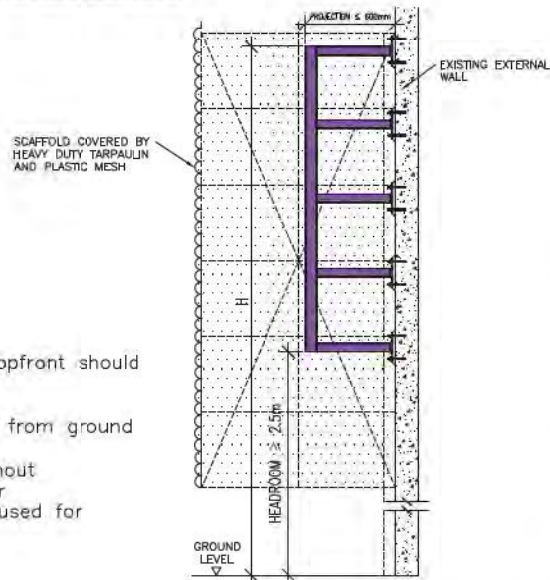 PROJECTION ≤ 600mm
EXISTING EXTERNAL
WALL
SCAFFOLD COVERED BY
HEAVY DUTY TARPAULIN
AND PLASTIC MESH
H
opfront should
from ground
hout
used for
HEADROOM ≥ 2.5m
GROUND
LEVEL